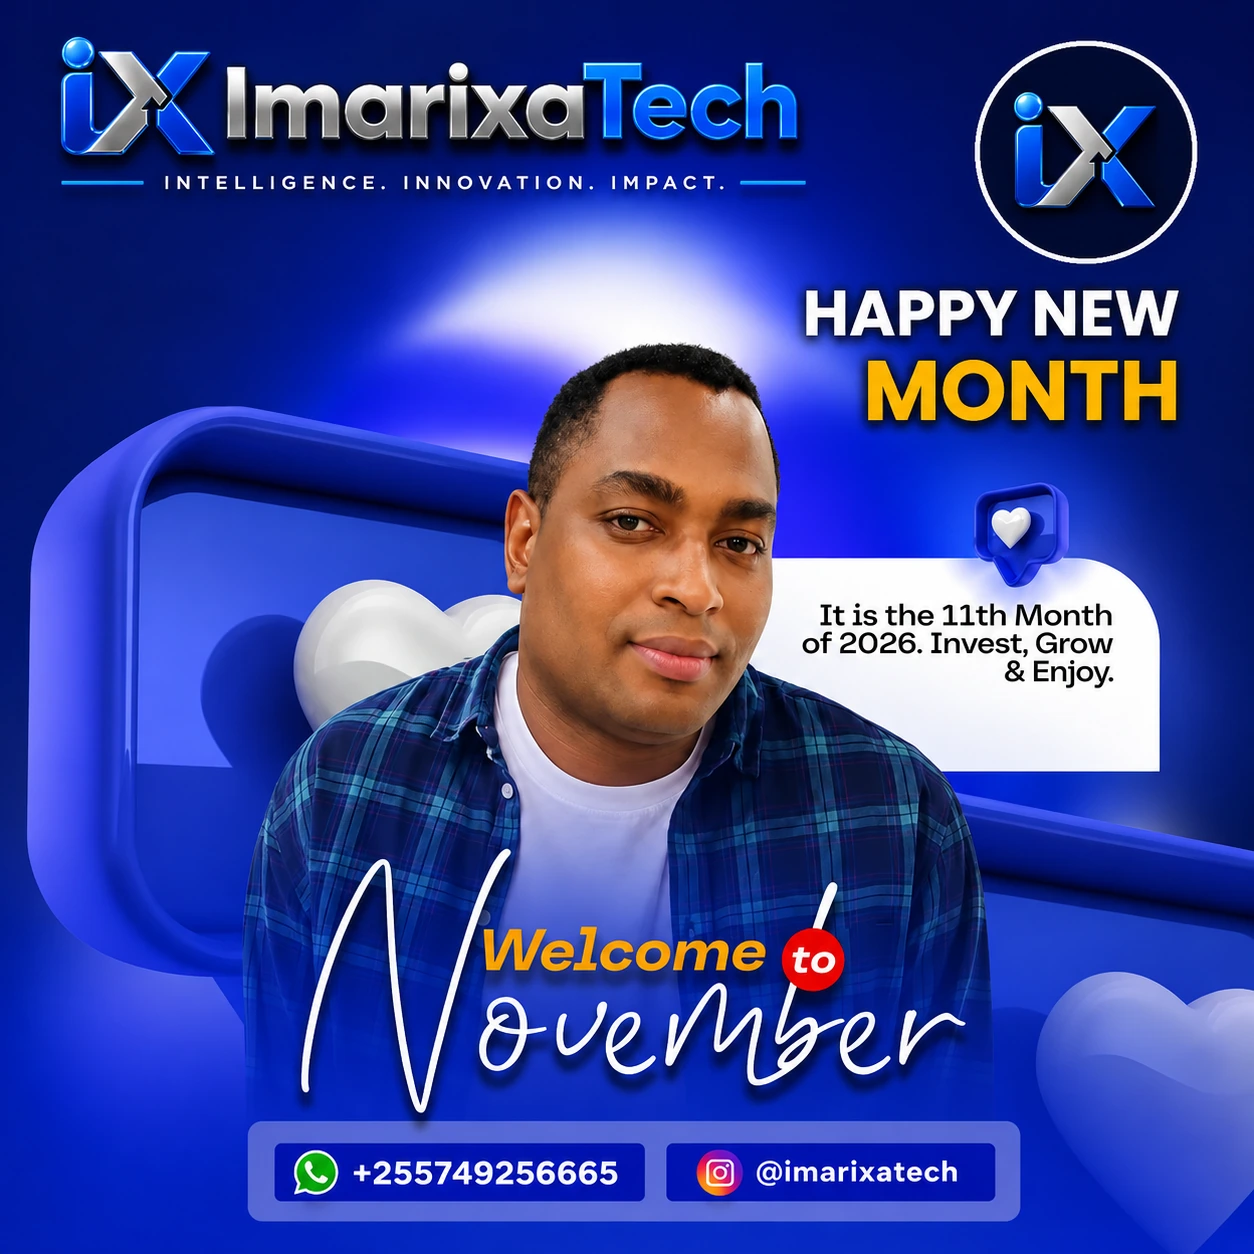 iX ImarixaTech
INTELLIGENCE. INNOVATION. IMPACT.
iX
HAPPY NEW
MONTH
It is the 11th Month
of 2026. Invest, Grow
& Enjoy.
Welcome to
November
+255749256665
@imarixatech